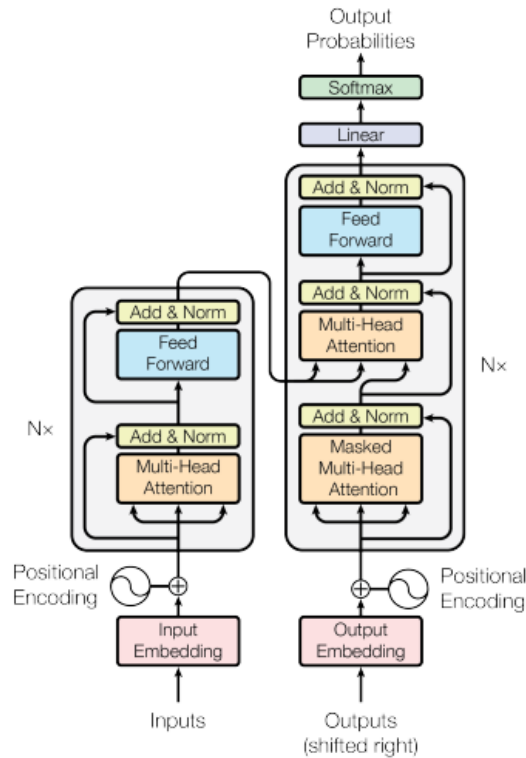 Output
Probabilities
Softmax
Linear
Add & Norm
Feed
Forward
Add & Norm
Multi-Head
Attention
Add & Norm
Masked
Multi-Head
Attention
N×
Positional
Encoding
Output
Embedding
Outputs
(shifted right)
Add & Norm
Feed
Forward
Add & Norm
Multi-Head
Attention
N×
Positional
Encoding
Input
Embedding
Inputs